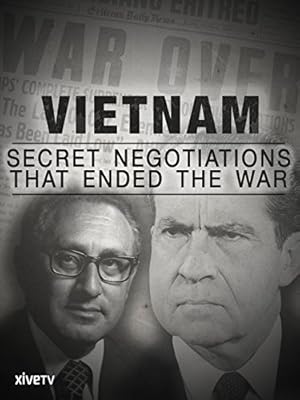 WAR OVER
VIETNAM
SECRET NEGOTIATIONS
THAT ENDED THE WAR
xiveTV